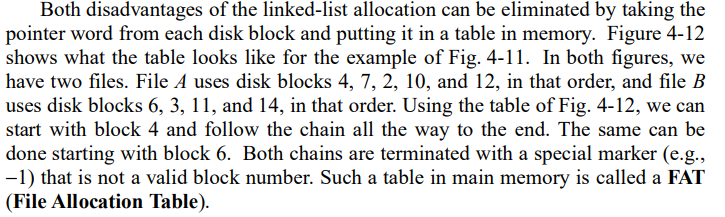 Both disadvantages of the linked-list allocation can be eliminated by taking the
pointer word from each disk block and putting it in a table in memory. Figure 4-12
shows what the table looks like for the example of Fig. 4-11. In both figures, we
have two files. File A uses disk blocks 4, 7, 2, 10, and 12, in that order, and file B
uses disk blocks 6, 3, 11, and 14, in that order. Using the table of Fig. 4-12, we can
start with block 4 and follow the chain all the way to the end. The same can be
done starting with block 6. Both chains are terminated with a special marker (e.g.,
−1) that is not a valid block number. Such a table in main memory is called a FAT
(File Allocation Table).